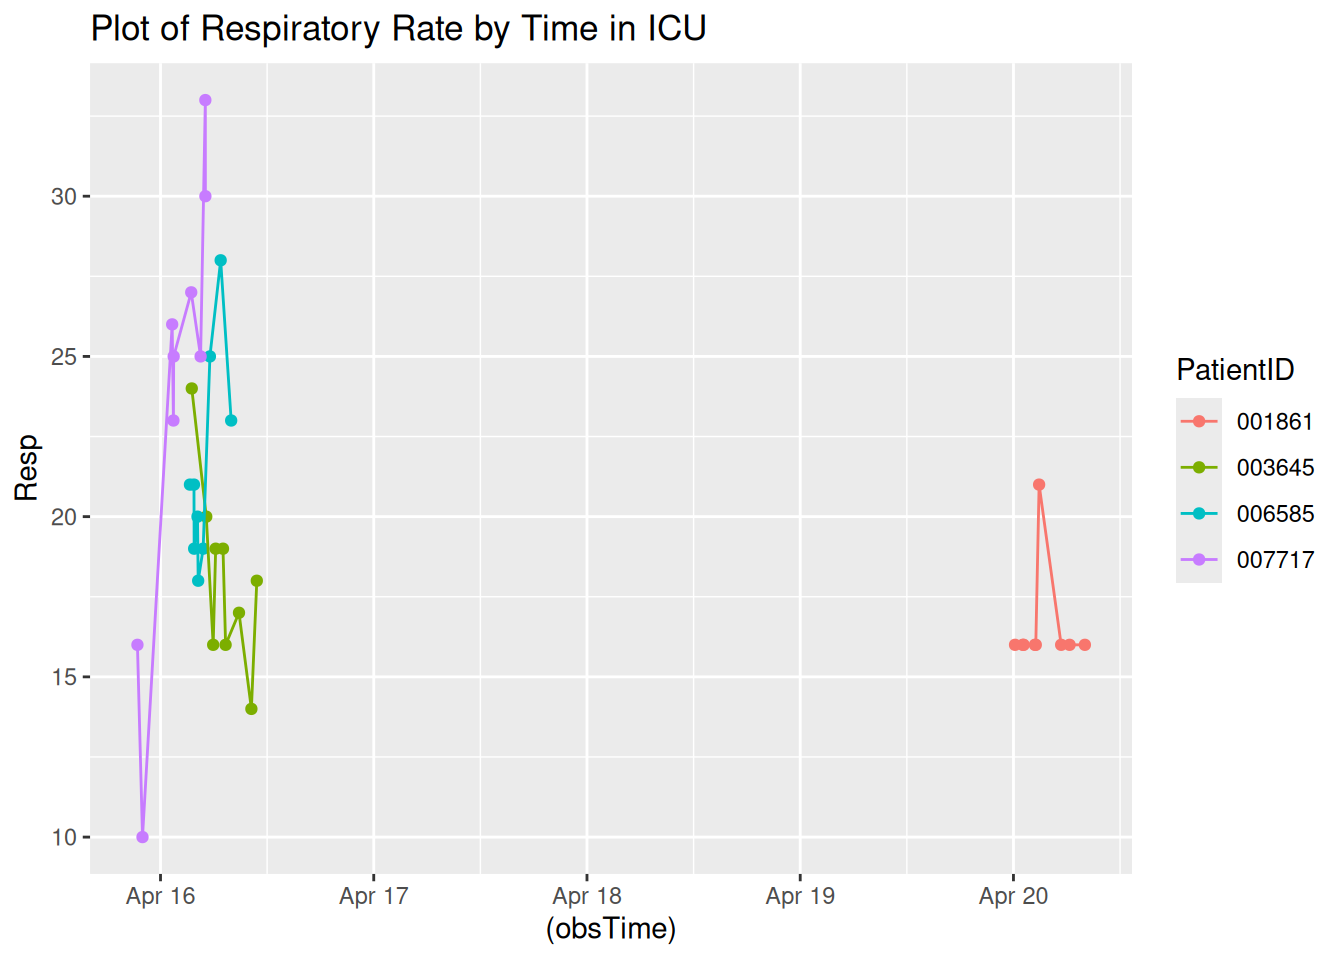 Plot of Respiratory Rate by Time in ICU
Resp
30
25
20
15
10
Apr 16 Apr 17 Apr 18 Apr 19 Apr 20
(obsTime)
PatientID
001861
003645
006585
007717